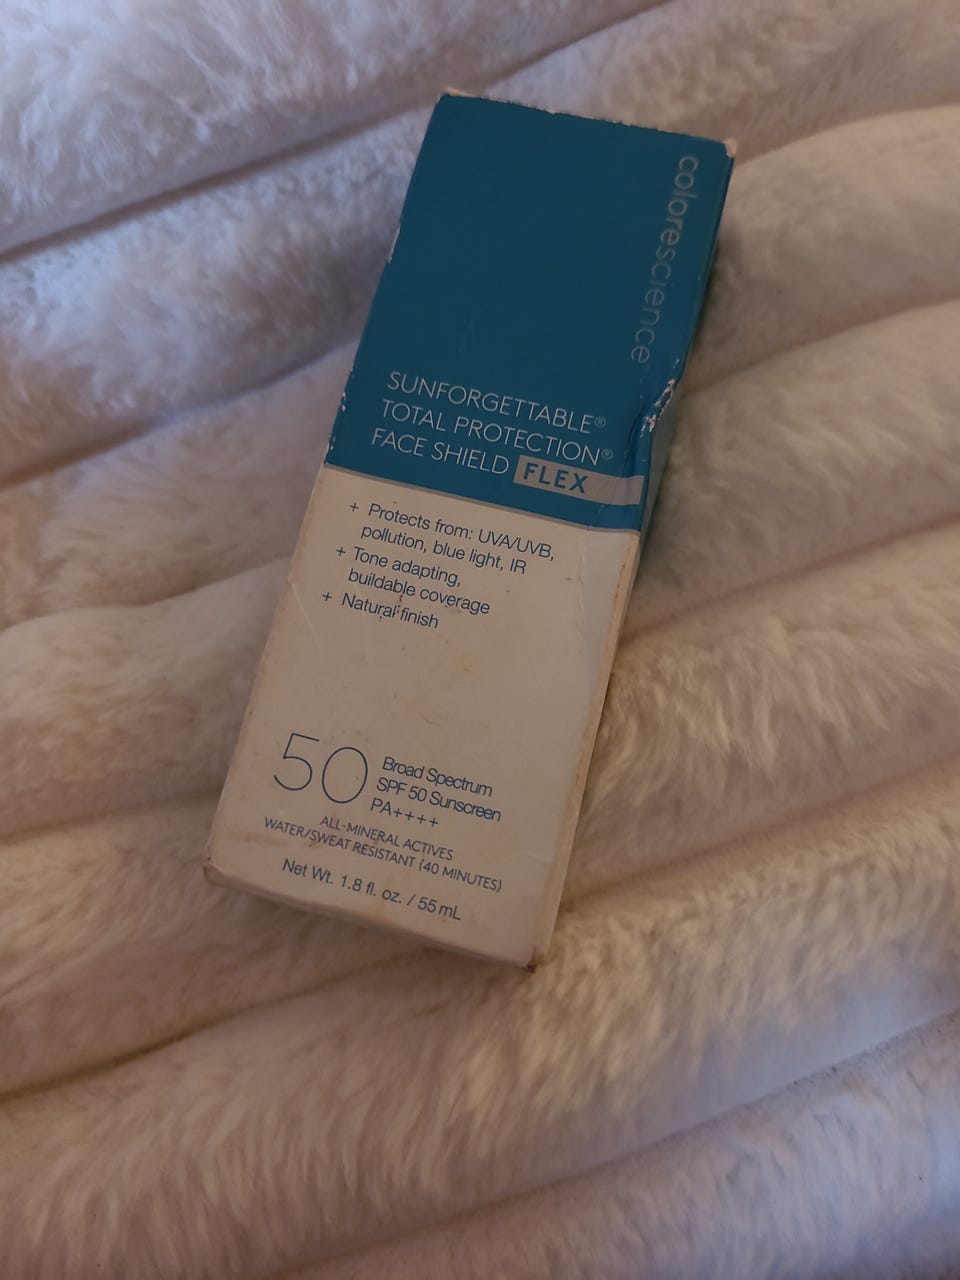 colorescience®
SUNFORGETTABLE®
TOTAL PROTECTION®
FACE SHIELD FLEX
+ Protects from: UVA/UVB,
pollution, blue light, IR
+ Tone adapting,
buildable coverage
+ Natural finish
50
Broad Spectrum
SPF 50 Sunscreen
PA++++
ALL-MINERAL ACTIVES
WATER/SWEAT RESISTANT (40 MINUTES)
Net Wt. 1.8 fl. oz. / 55 mL